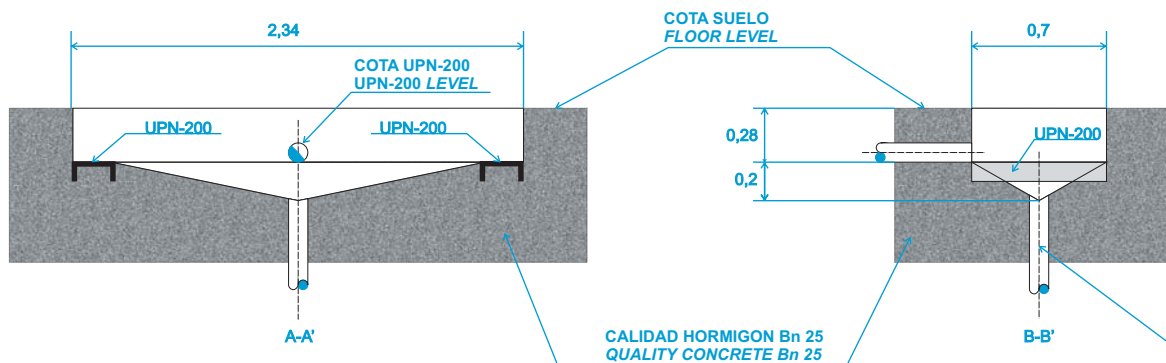 2,34
COTA SUELO
FLOOR LEVEL
0,7
COTA UPN-200
UPN-200 LEVEL
UPN-200
UPN-200
0,28
UPN-200
0,2
A-A'
CALIDAD HORMIGON Bn 25
QUALITY CONCRETE Bn 25
B-B'